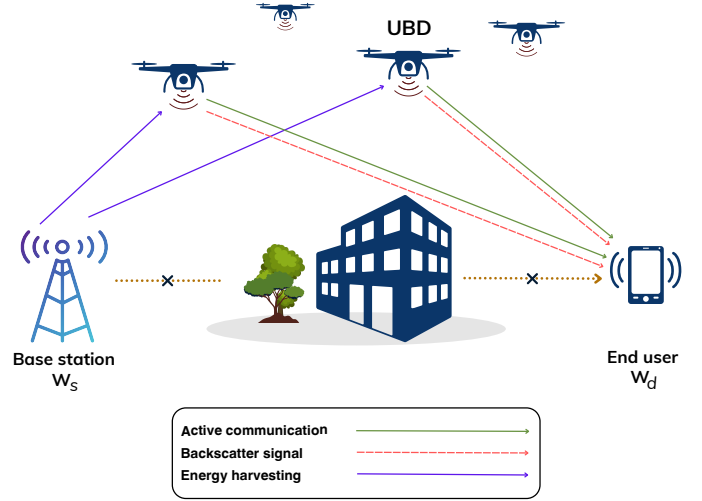 UBD
Base station
Ws
End user
Wd
Active communication
Backscatter signal
Energy harvesting